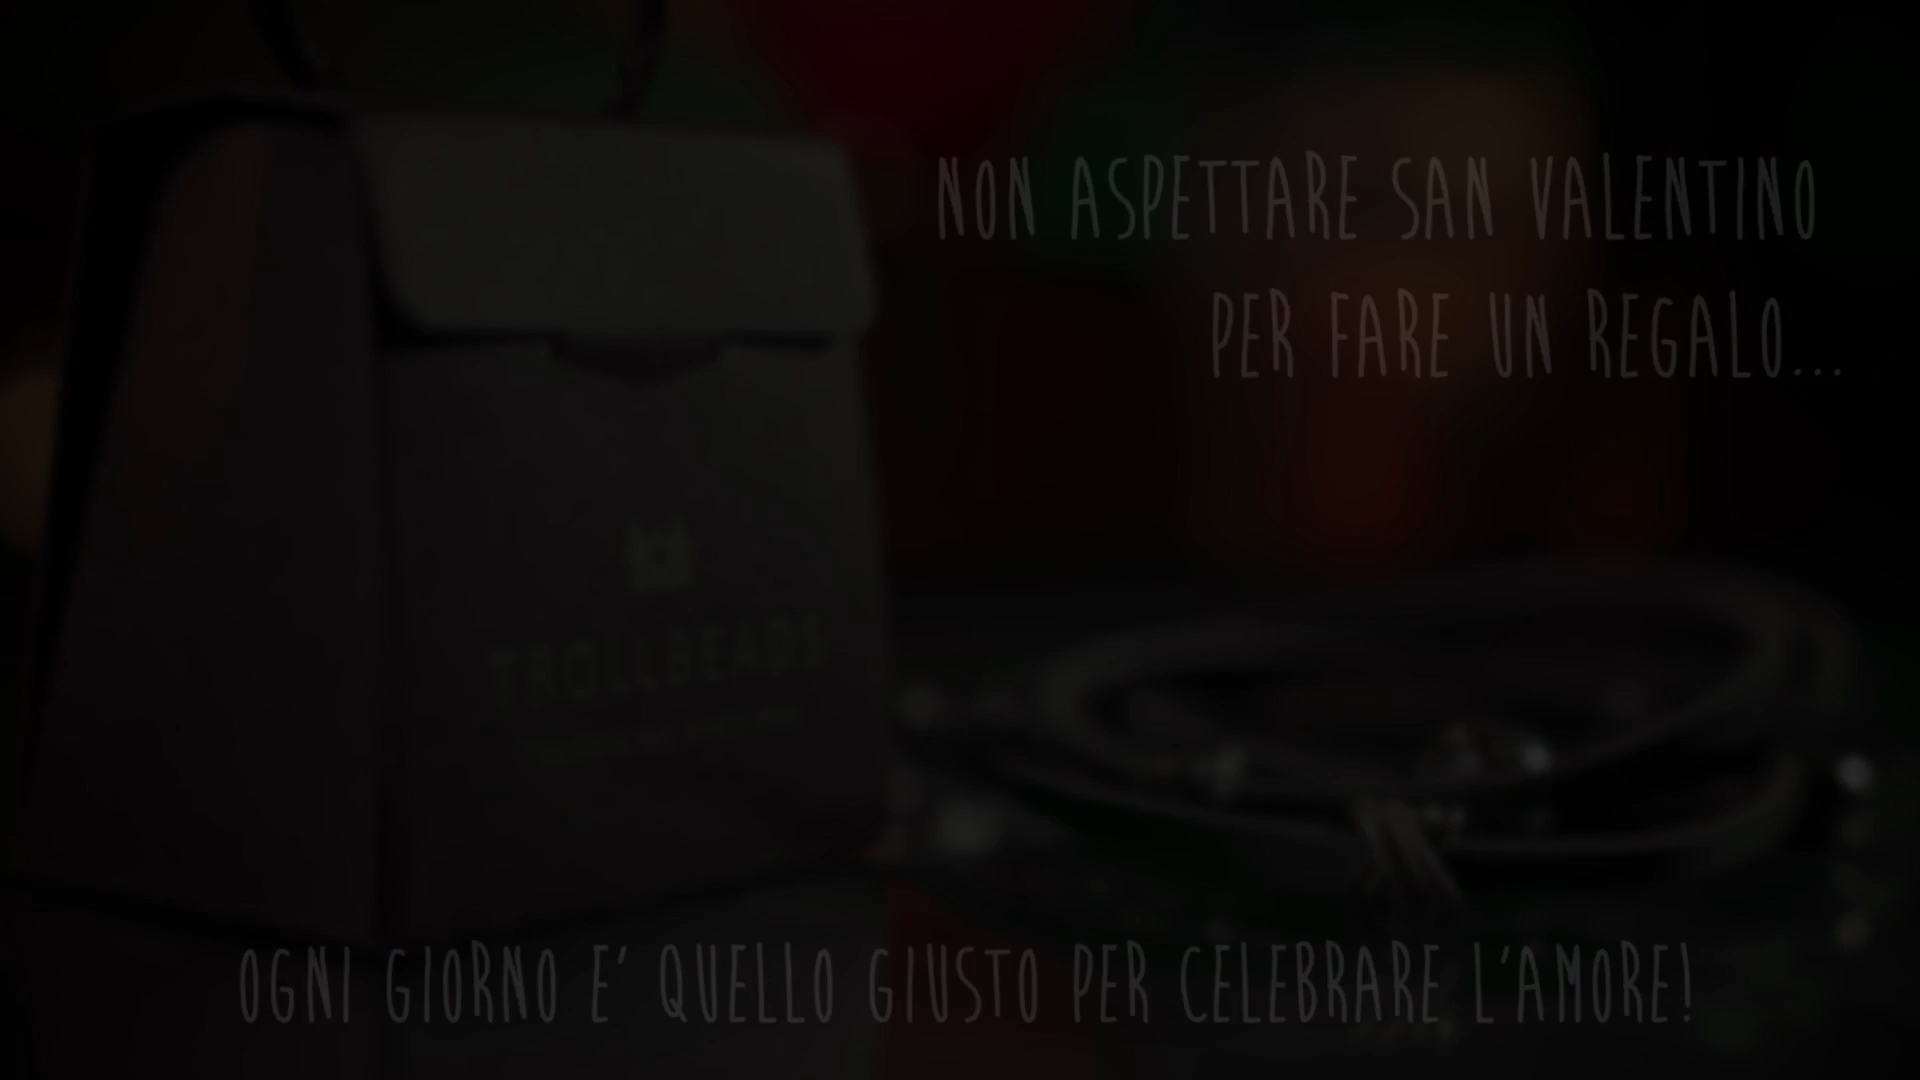 NON ASPETTARE SAN VALENTINO
PER FARE UN REGALO...
TROLLBEADS
OGNI GIORNO E' QUELLO GIUSTO PER CELEBRARE L'AMORE!